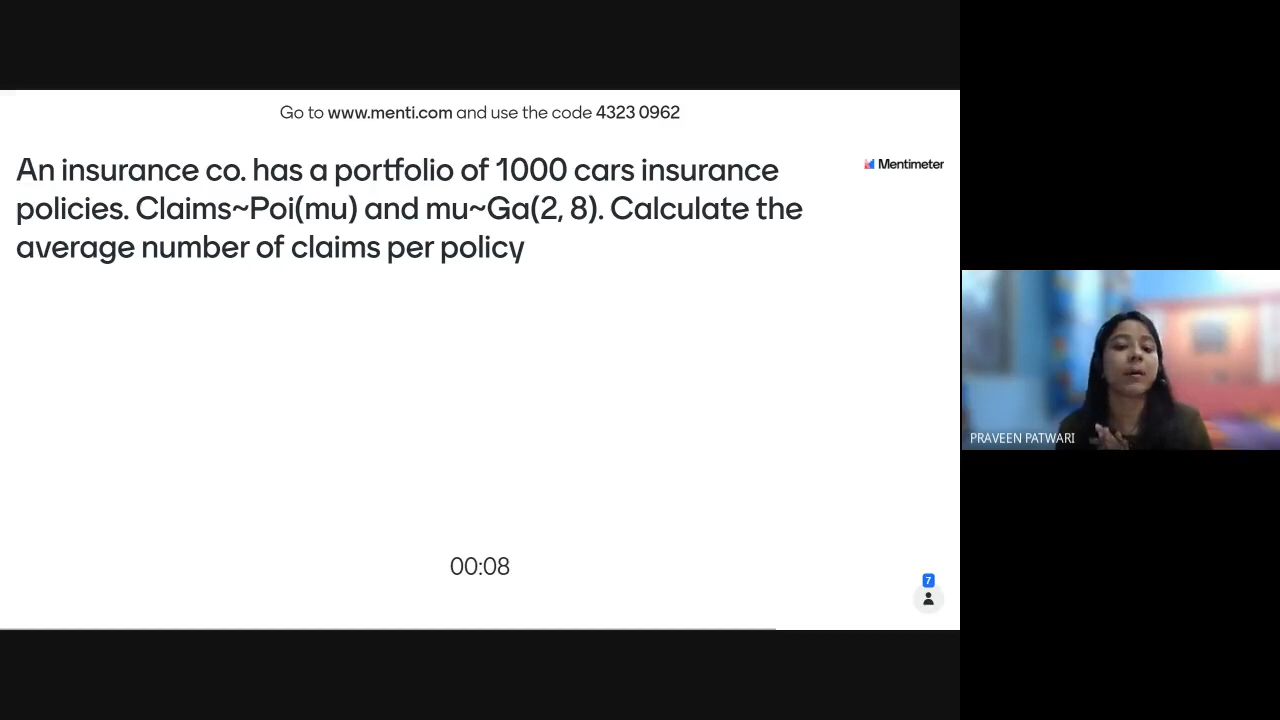 Go to www.menti.com and use the code 4323 0962
Mentimeter
An insurance co. has a portfolio of 1000 cars insurance
policies. Claims~Poi(mu) and mu~Ga(2, 8). Calculate the
average number of claims per policy
PRAVEEN PATWARI
00:08
7